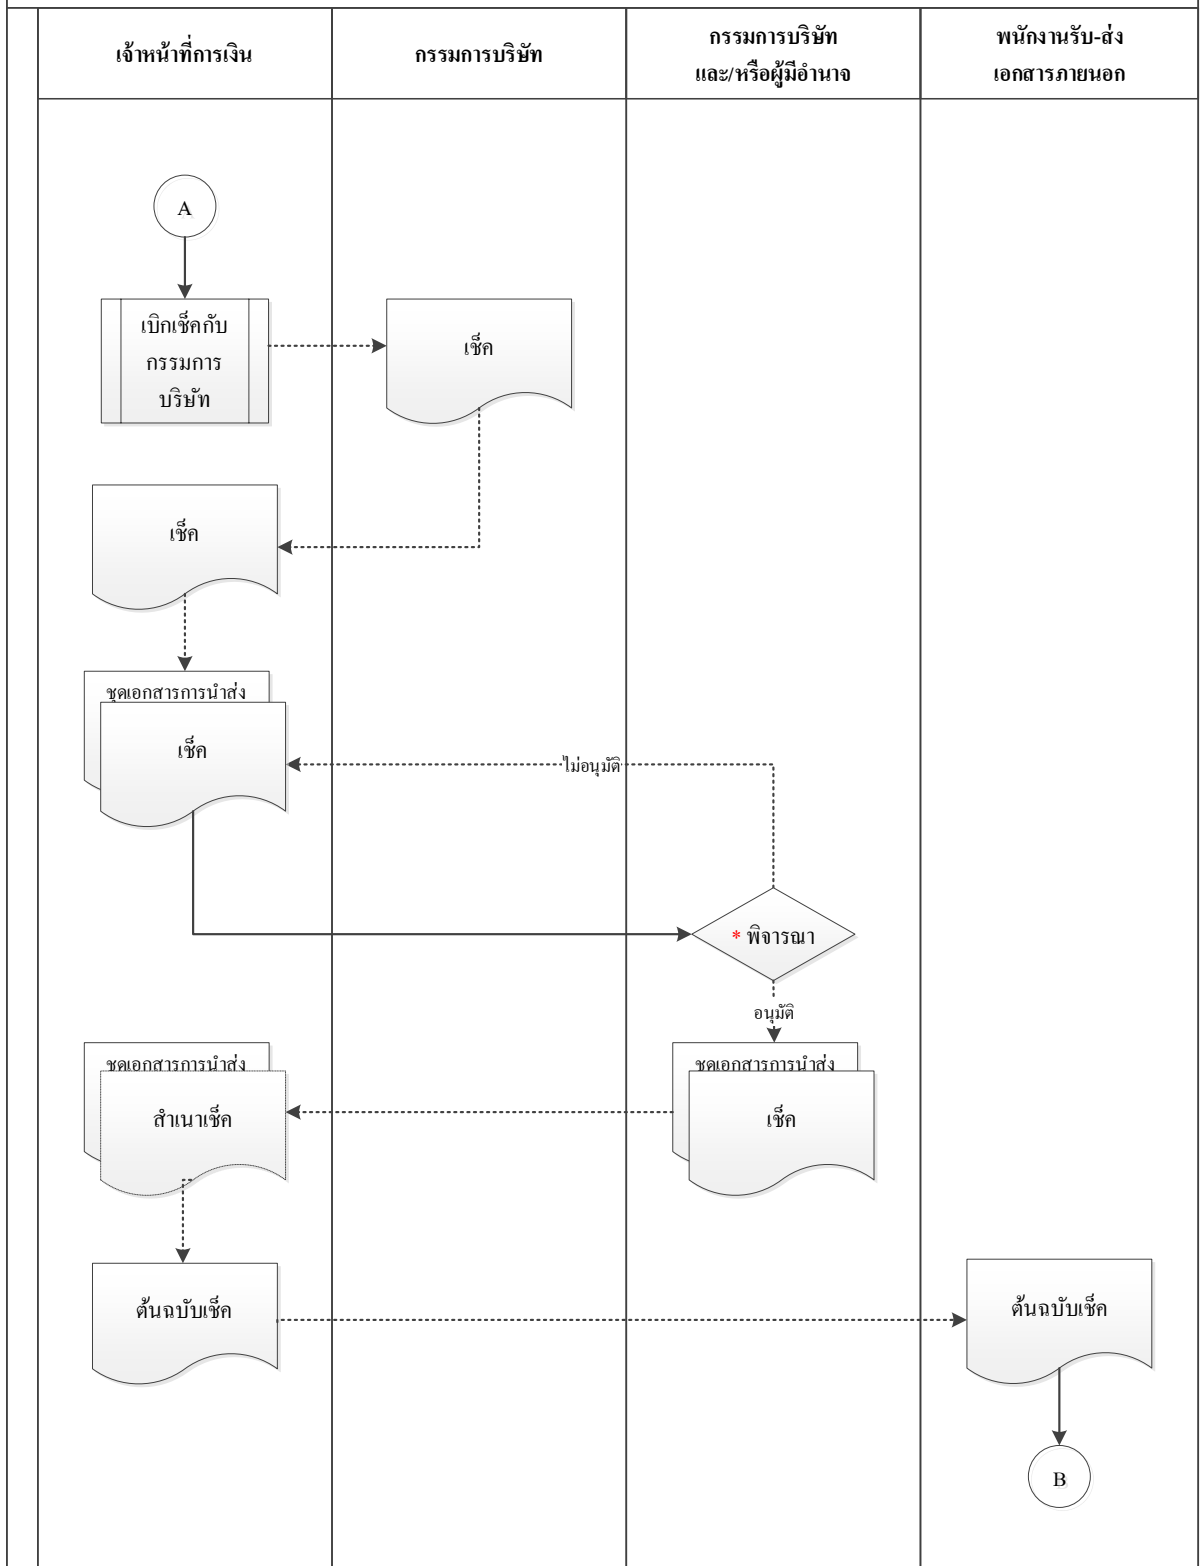 เจ้าหน้าที่การเงิน
กรรมการบริษัท
กรรมการบริษัท
และ/หรือผู้มีอำนาจ
พนักงานรับ-ส่ง
เอกสารภายนอก
A
เบิกเช็คกับ
กรรมการ
บริษัท
เช็ค
เช็ค
ชุดเอกสารการนำส่ง
เช็ค
ไม่อนุมัติ
* พิจารณา
อนุมัติ
ชุดเอกสารการนำส่ง
สำเนาเช็ค
ชุดเอกสารการนำส่ง
เช็ค
ต้นฉบับเช็ค
ต้นฉบับเช็ค
B